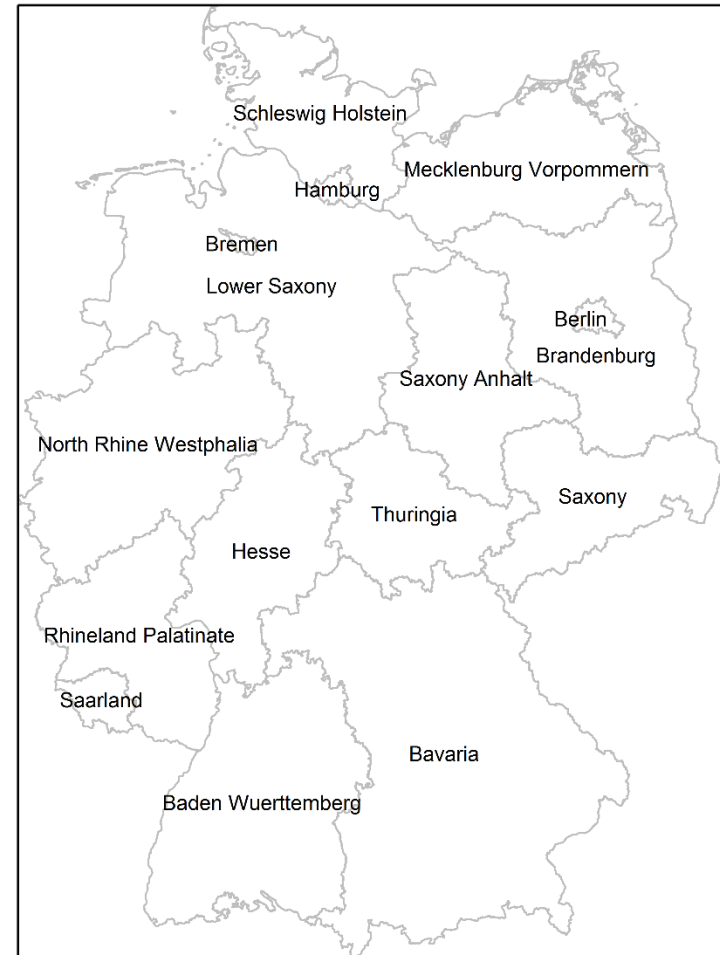 Schleswig Holstein
Mecklenburg Vorpommern
Hamburg
Bremen
Lower Saxony
Berlin
Brandenburg
Saxony Anhalt
North Rhine Westphalia
Saxony
Thuringia
Hesse
Rhineland Palatinate
Saarland
Bavaria
Baden Wuerttemberg